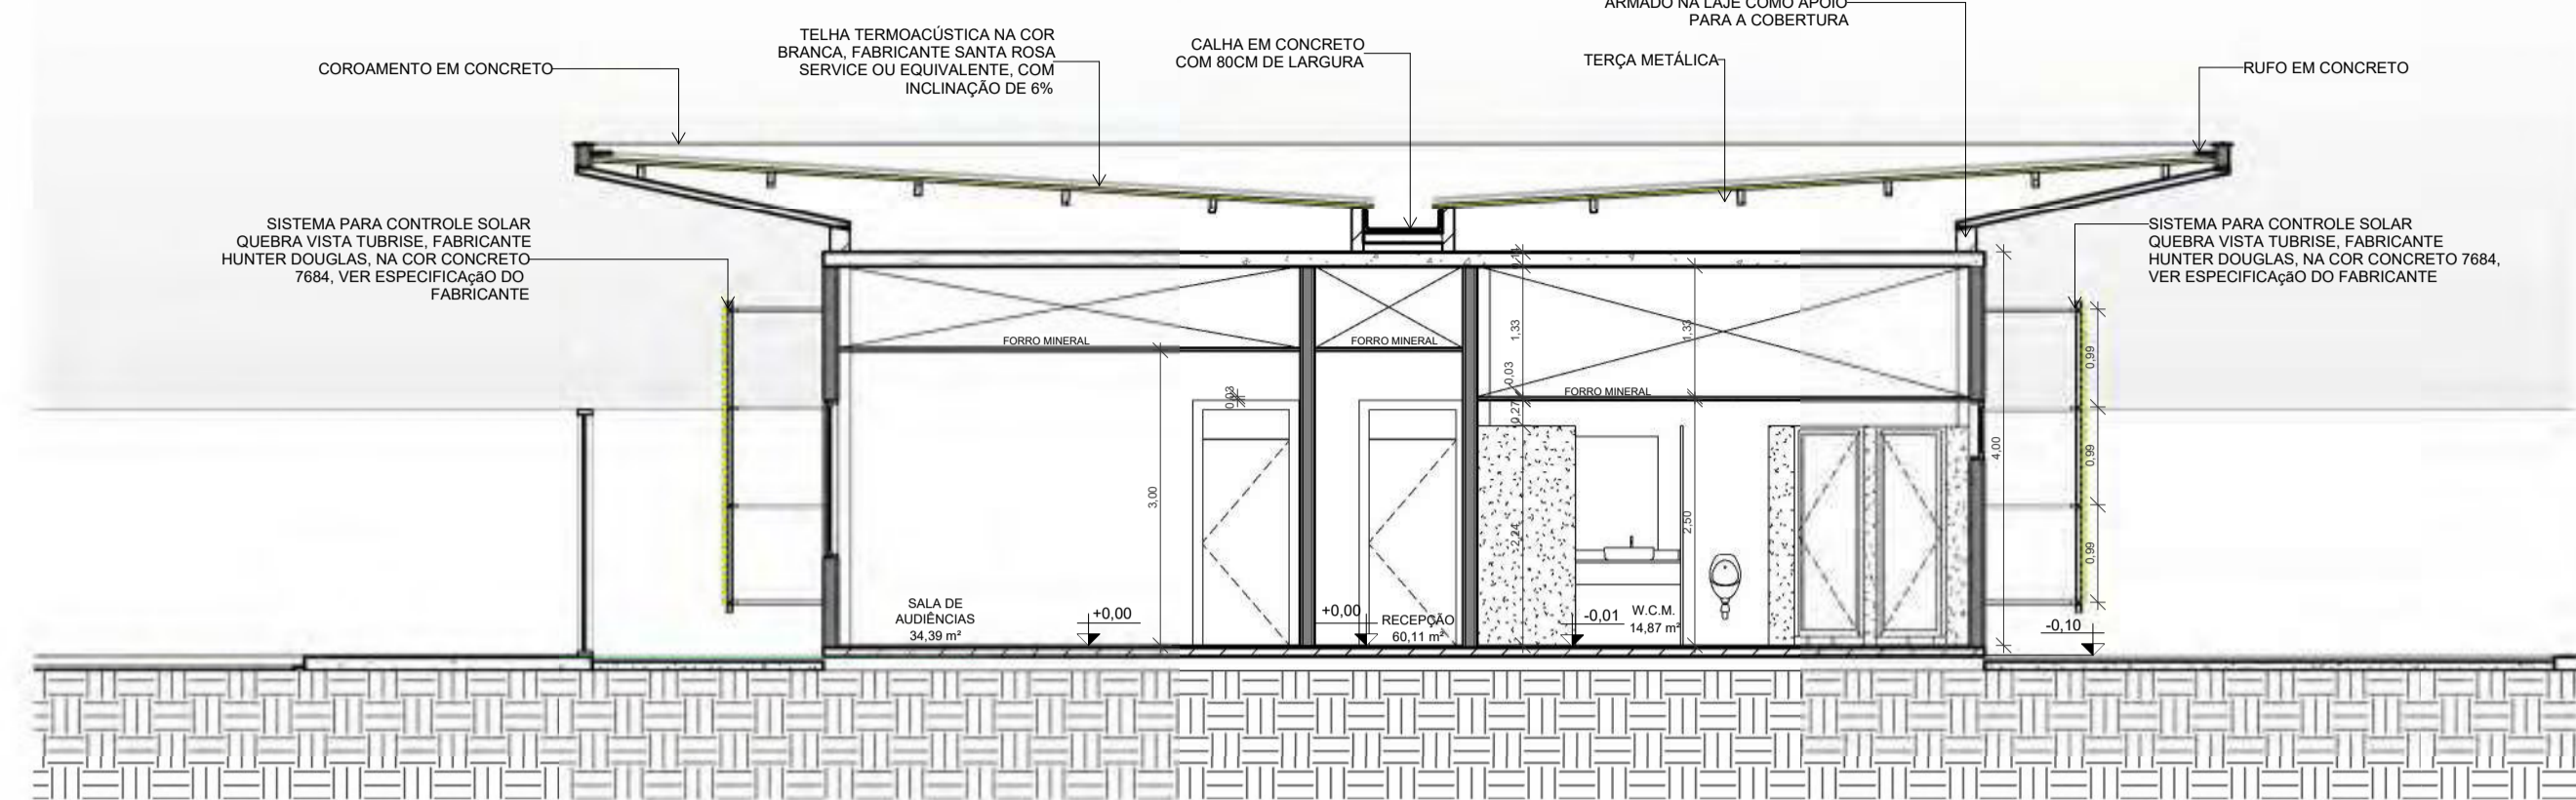 ARMADO NA LAJE COMO APOIO
PARA A COBERTURA
COROAMENTO EM CONCRETO
TELHA TERMOACÚSTICA NA COR
BRANCA, FABRICANTE SANTA ROSA
SERVICE OU EQUIVALENTE, COM
INCLINAÇÃO DE 6%
CALHA EM CONCRETO
COM 80CM DE LARGURA
TERÇA METÁLICA
RUFO EM CONCRETO
SISTEMA PARA CONTROLE SOLAR
QUEBRA VISTA TUBRISE, FABRICANTE
HUNTER DOUGLAS, NA COR CONCRETO
7684, VER ESPECIFICAçãO DO
FABRICANTE
SISTEMA PARA CONTROLE SOLAR
QUEBRA VISTA TUBRISE, FABRICANTE
HUNTER DOUGLAS, NA COR CONCRETO 7684,
VER ESPECIFICAçãO DO FABRICANTE
FORRO MINERAL
FORRO MINERAL
FORRO MINERAL
1,33
1,33
0,03
0,03
0,27
3,00
2,50
4,00
0,99
0,99
0,99
SALA DE
AUDIÊNCIAS
34,39 m²
+0,00
+0,00
RECEPÇÃO
60,11 m²
-0,01
W.C.M.
14,87 m²
-0,10